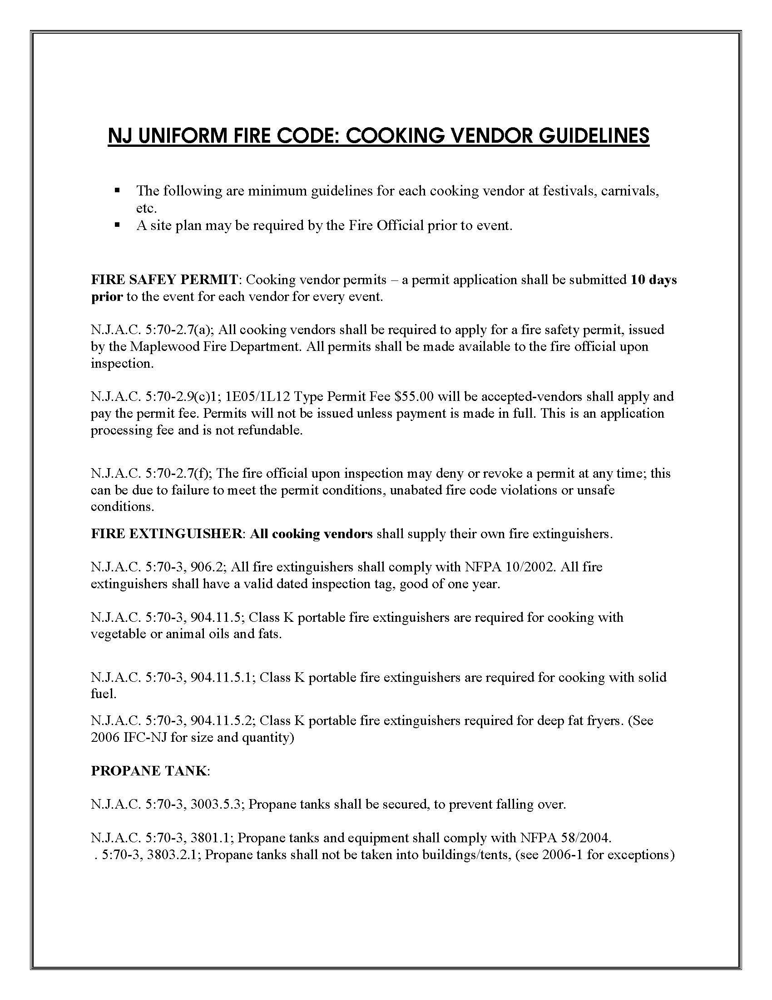 NJ UNIFORM FIRE CODE: COOKING VENDOR GUIDELINES
▪ The following are minimum guidelines for each cooking vendor at festivals, carnivals,
etc.
▪ A site plan may be required by the Fire Official prior to event.
FIRE SAFEY PERMIT: Cooking vendor permits – a permit application shall be submitted 10 days
prior to the event for each vendor for every event.
N.J.A.C. 5:70-2.7(a); All cooking vendors shall be required to apply for a fire safety permit, issued
by the Maplewood Fire Department. All permits shall be made available to the fire official upon
inspection.
N.J.A.C. 5:70-2.9(c)1; 1E05/1L12 Type Permit Fee $55.00 will be accepted-vendors shall apply and
pay the permit fee. Permits will not be issued unless payment is made in full. This is an application
processing fee and is not refundable.
N.J.A.C. 5:70-2.7(f); The fire official upon inspection may deny or revoke a permit at any time; this
can be due to failure to meet the permit conditions, unabated fire code violations or unsafe
conditions.
FIRE EXTINGUISHER: All cooking vendors shall supply their own fire extinguishers.
N.J.A.C. 5:70-3, 906.2; All fire extinguishers shall comply with NFPA 10/2002. All fire
extinguishers shall have a valid dated inspection tag, good of one year.
N.J.A.C. 5:70-3, 904.11.5; Class K portable fire extinguishers are required for cooking with
vegetable or animal oils and fats.
N.J.A.C. 5:70-3, 904.11.5.1; Class K portable fire extinguishers are required for cooking with solid
fuel.
N.J.A.C. 5:70-3, 904.11.5.2; Class K portable fire extinguishers required for deep fat fryers. (See
2006 IFC-NJ for size and quantity)
PROPANE TANK:
N.J.A.C. 5:70-3, 3003.5.3; Propane tanks shall be secured, to prevent falling over.
N.J.A.C. 5:70-3, 3801.1; Propane tanks and equipment shall comply with NFPA 58/2004.
. 5:70-3, 3803.2.1; Propane tanks shall not be taken into buildings/tents, (see 2006-1 for exceptions)